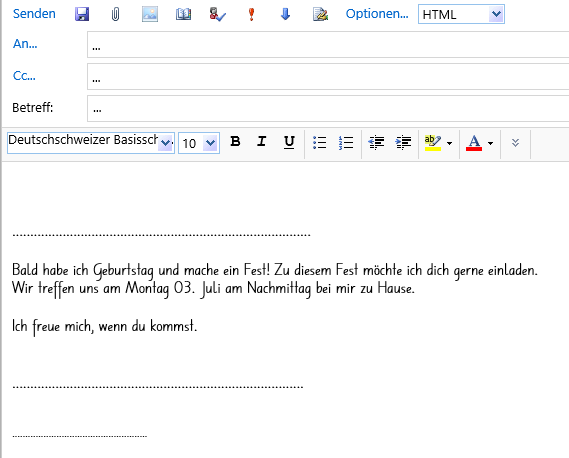 Senden Optionen... HTML
An... ...
Cc... ...
Betreff: ...
Deutschschweizer Basissch 10 B I U ab A
................................................................................
Bald habe ich Geburtstag und mache ein Fest! Zu diesem Fest möchte ich dich gerne einladen.
Wir treffen uns am Montag 03. Juli am Nachmittag bei mir zu Hause.
Ich freue mich, wenn du kommst.
..............................................................................
....................................................